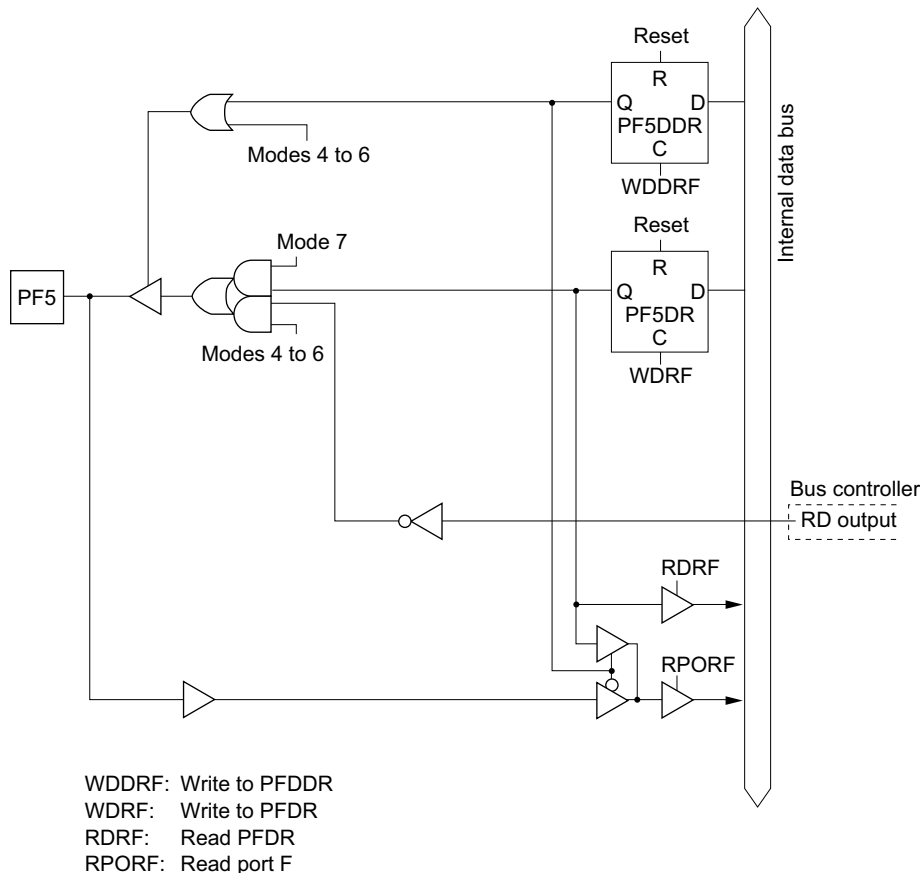 Reset
R
Q D
PF5DDR
C
WDDRF
Modes 4 to 6
Internal data bus
Reset
R
Mode 7
Q D
PF5DR
C
WDRF
PF5
Modes 4 to 6
Bus controller
RD output
RDRF
RPORF
WDDRF: Write to PFDDR
WDRF: Write to PFDR
RDRF: Read PFDR
RPORF: Read port F